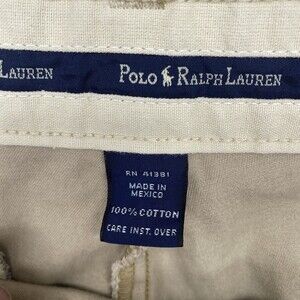 LAUREN POLO RALPH LAUREN
RN 41381
MADE IN
MEXICO
100% COTTON
CARE INST. OVER